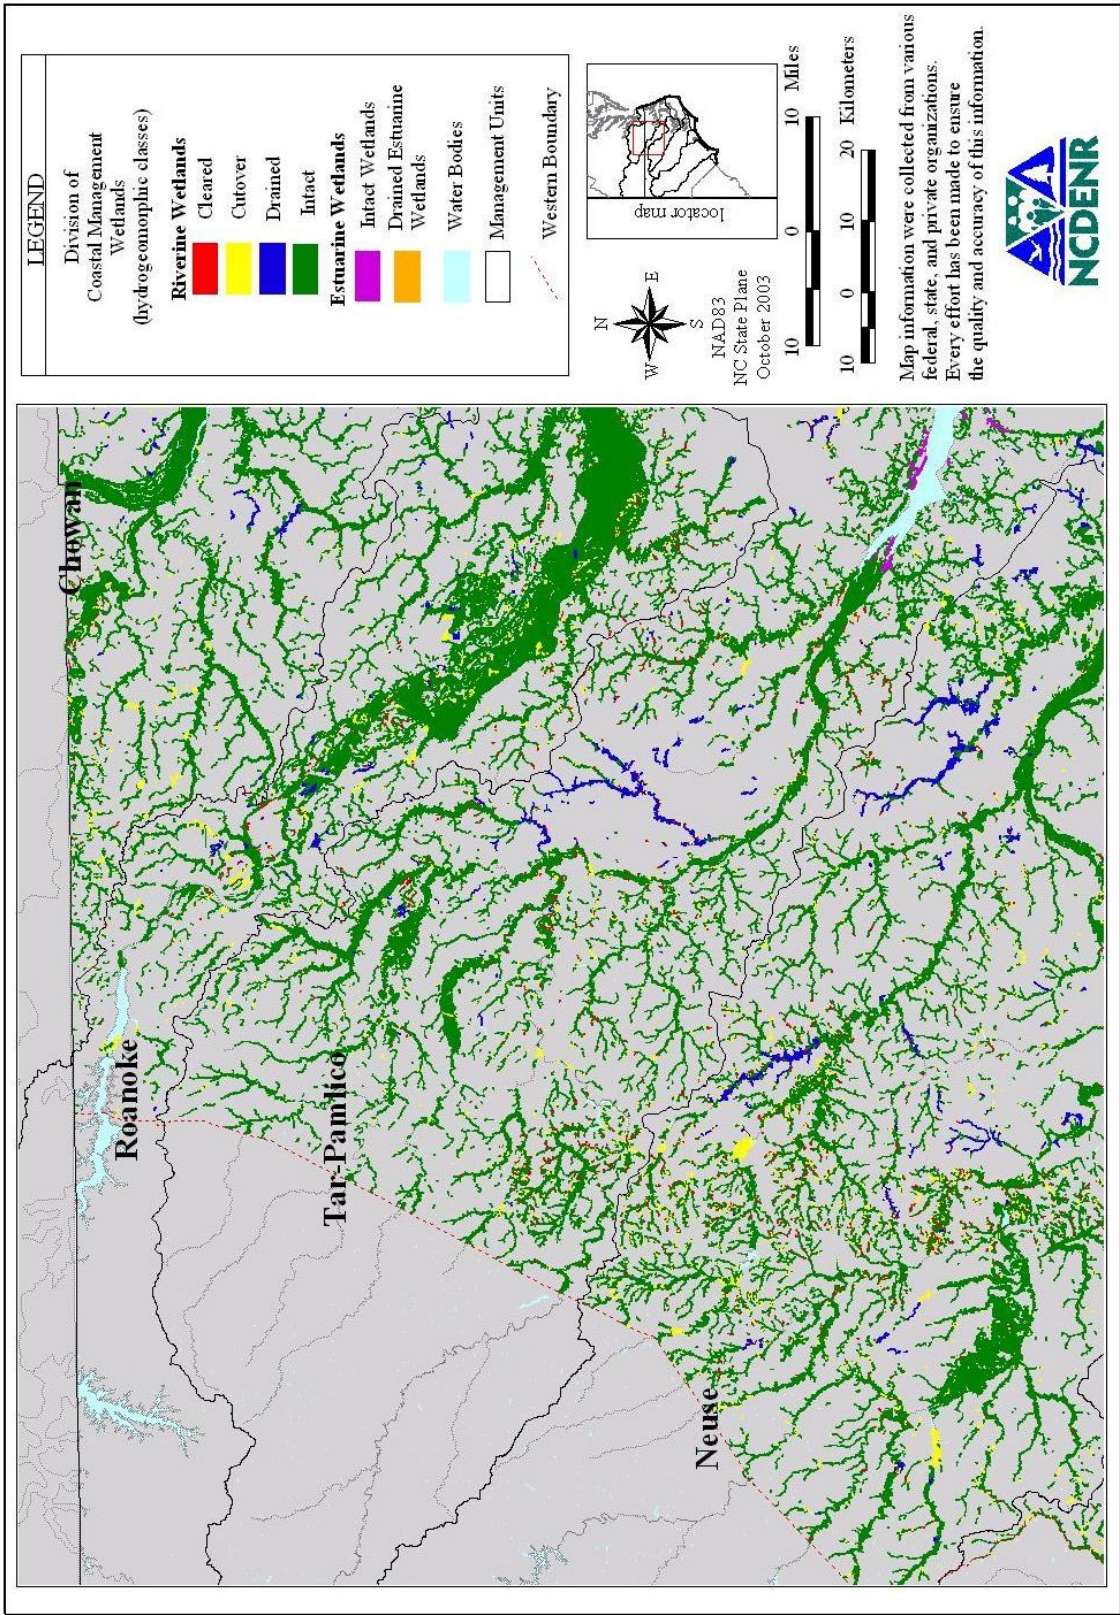 LEGEND
Division of
Coastal Management
Wetlands
(hydrogeomorphic classes)
Riverine Wetlands
Cleared
Cutover
Drained
Intact
Estuarine Wetlands
Intact Wetlands
Drained Estuarine
Wetlands
Water Bodies
Management Units
Western Boundary
locator map
N
W
E
S
NAD83
NC State Plane
October 2003
10 0 10 Miles
10 0 10 20 Kilometers
Map information were collected from various
federal, state, and private organizations.
Every effort has been made to ensure
the quality and accuracy of this information.
NCDENR
Chowan
Roanoke
Tar-Pamlico
Neuse